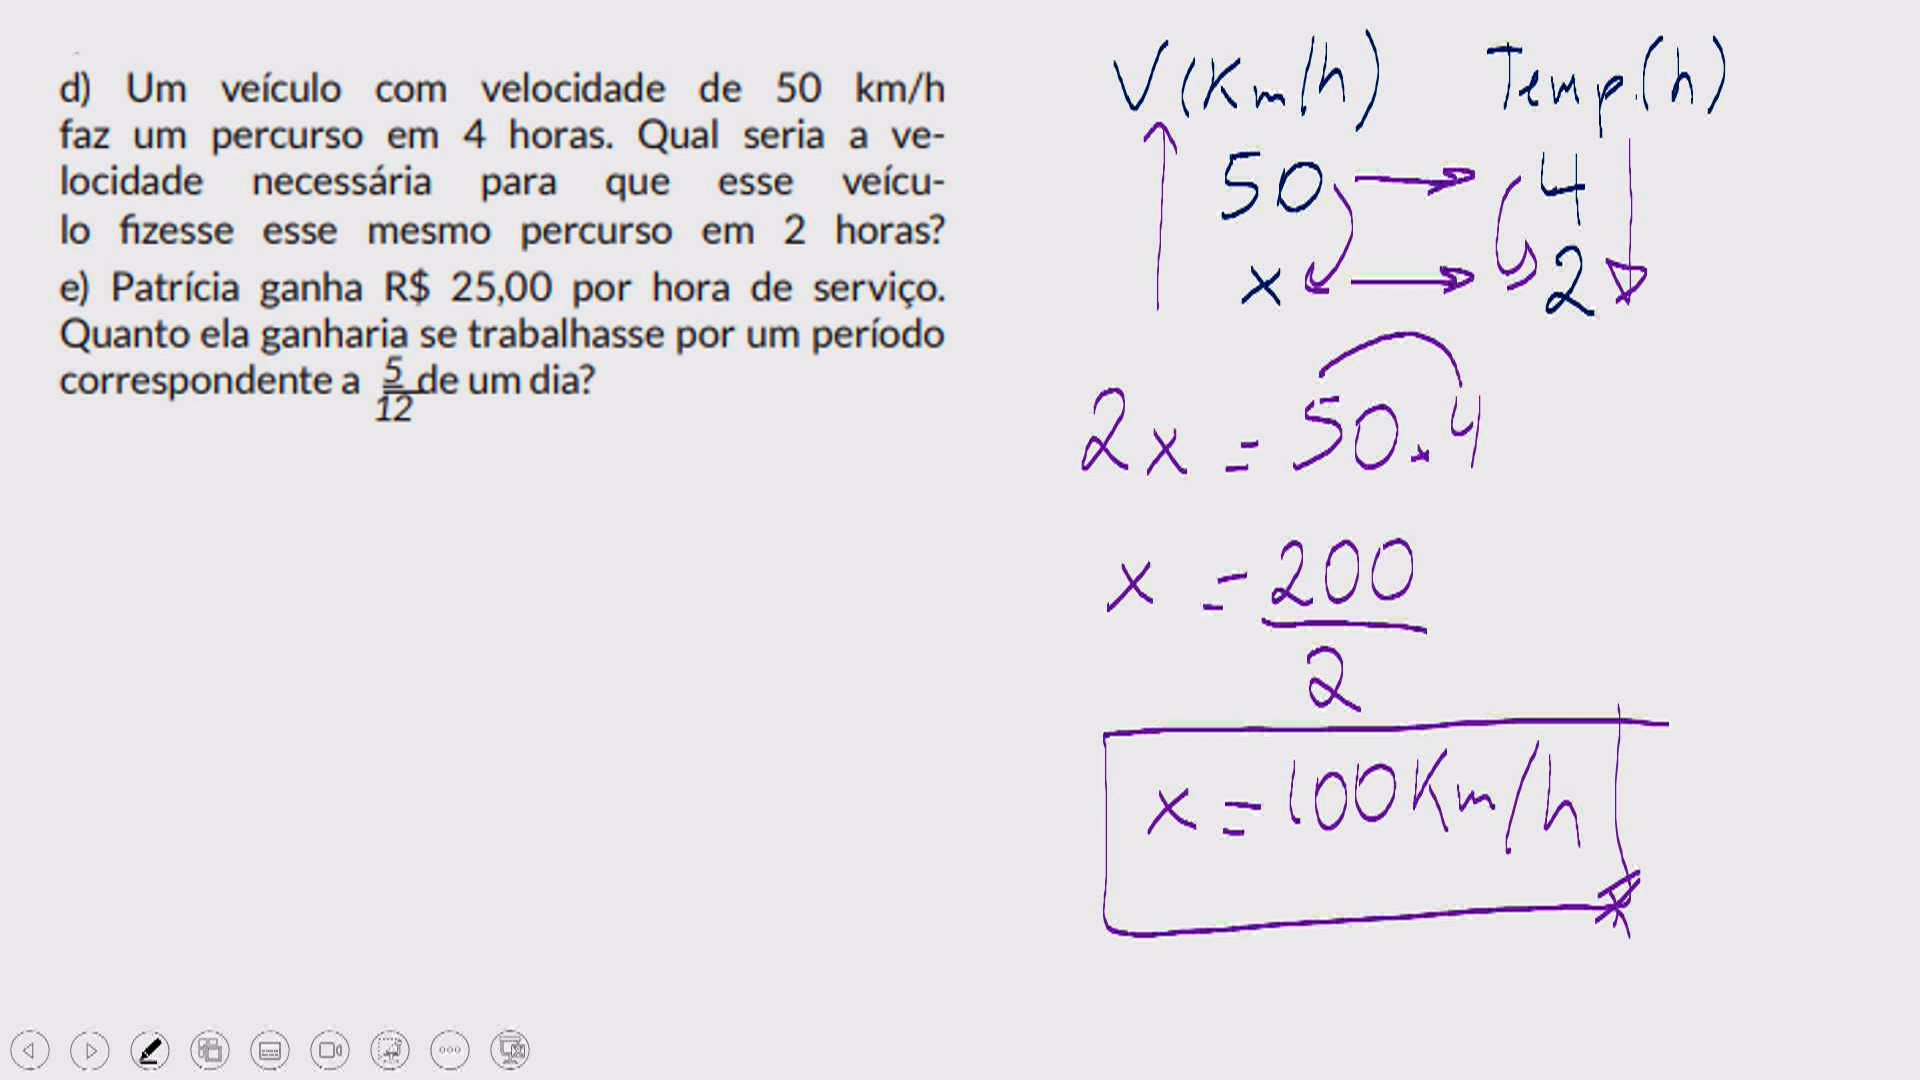 d) Um veículo com velocidade de 50 km/h
faz um percurso em 4 horas. Qual seria a ve-
locidade necessária para que esse veícu-
lo fizesse esse mesmo percurso em 2 horas?
e) Patrícia ganha R$ 25,00 por hora de serviço.
Quanto ela ganharia se trabalhasse por um período
correspondente a 5/12 de um dia?
V(Km/h) Temp.(h)
50 4
x 2
2x = 50.4
x = 200/2
x = 100Km/h